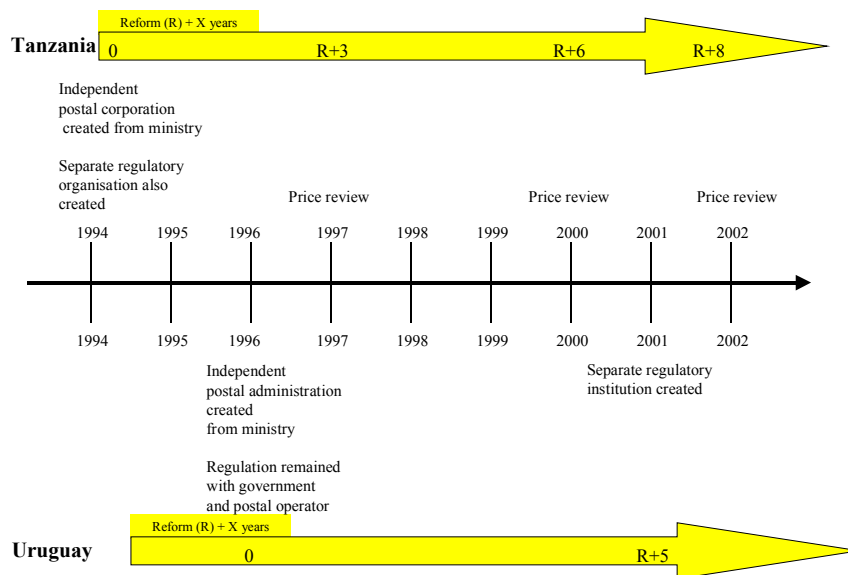 Reform (R) + X years
Tanzania
0 R+3 R+6 R+8
Independent
postal corporation
created from ministry
Separate regulatory
organisation also
created
Price review Price review Price review
1994 1995 1996 1997 1998 1999 2000 2001 2002
1994 1995 1996 1997 1998 1999 2000 2001 2002
Independent
postal administration
created
from ministry
Separate regulatory
institution created
Regulation remained
with government
and postal operator
Reform (R) + X years
Uruguay
0 R+5